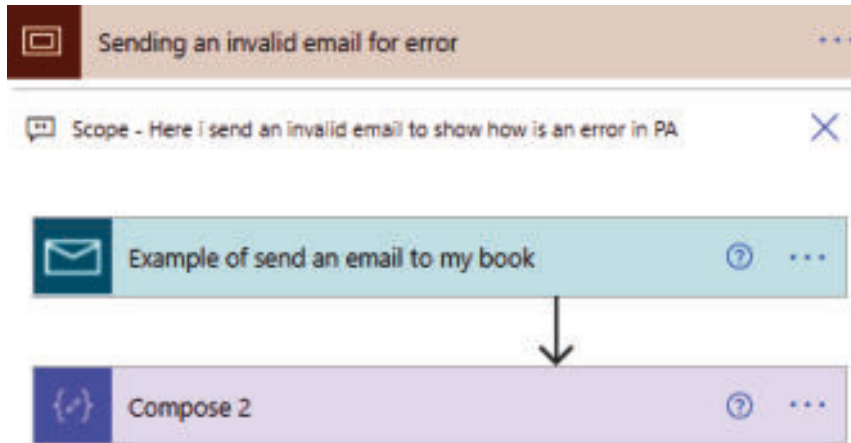 Sending an invalid email for error
Scope - Here i send an invalid email to show how is an error in PA
Example of send an email to my book
Compose 2